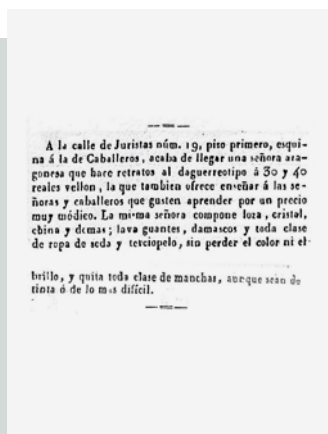 A la calle de Juristas núm. 19, piso primero, esqui-
na á la de Caballeros, acaba de llegar una señora ara-
gonesa que hace retratos al daguerreotipo á 30 y 40
reales vellon, la que tambien ofrece enseñar á las se-
ñoras y caballeros que gusten aprender por un precio
muy módico. La misma señora compone loza, cristal,
china y demas; lava guantes, damascos y toda clase
de ropa de seda y terciopelo, sin perder el color ni el
brillo, y quita toda clase de manchas, aunque sean de
tinta ó de lo mas difícil.